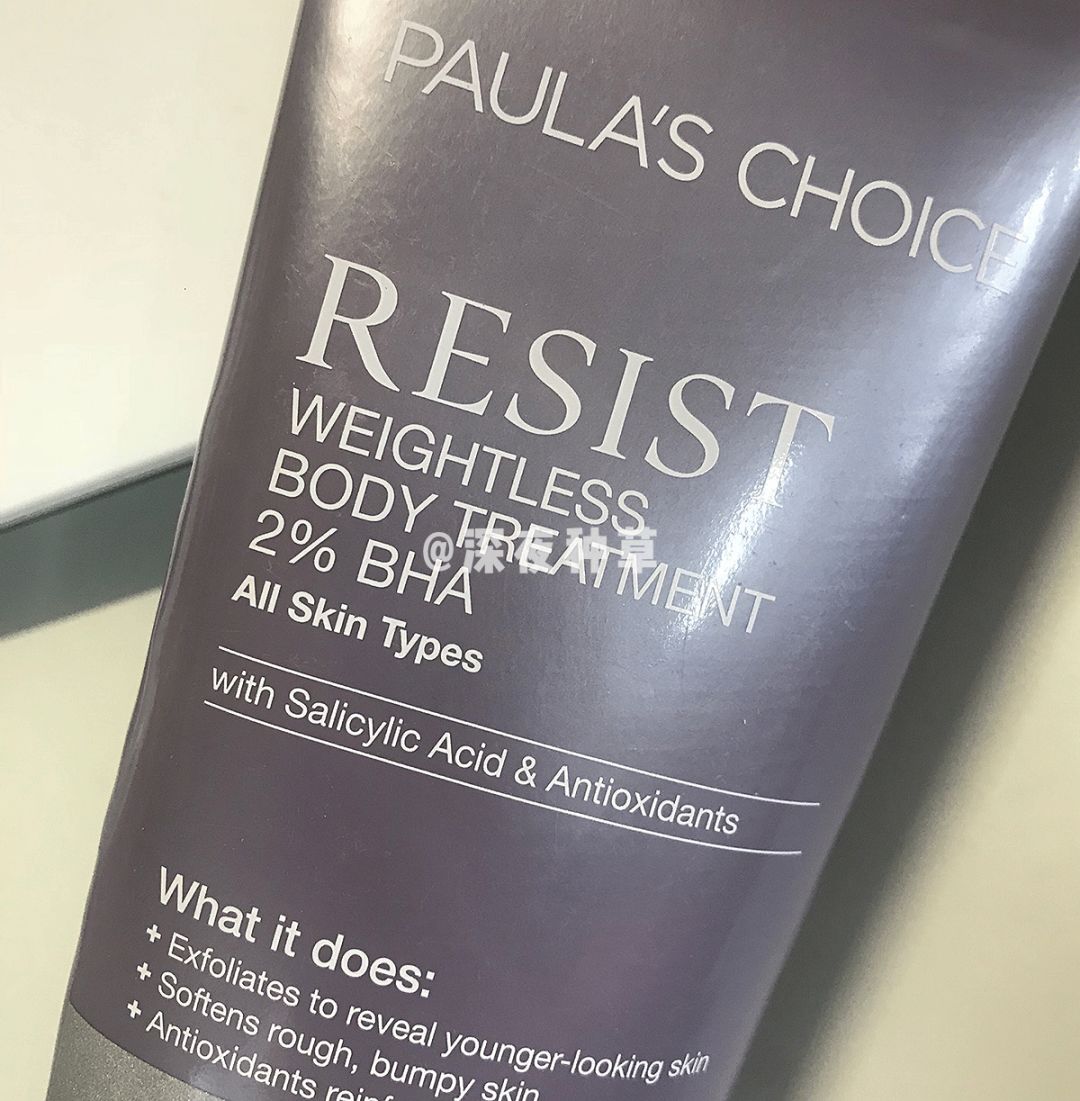 PAULA'S CHOICE
RESIST
WEIGHTLESS
BODY TREATMENT
@深夜种草
2% BHA
All Skin Types
with Salicylic Acid & Antioxidants
What it does:
+ Exfoliates to reveal younger-looking skin
+ Softens rough, bumpy skin
+ Antioxidants